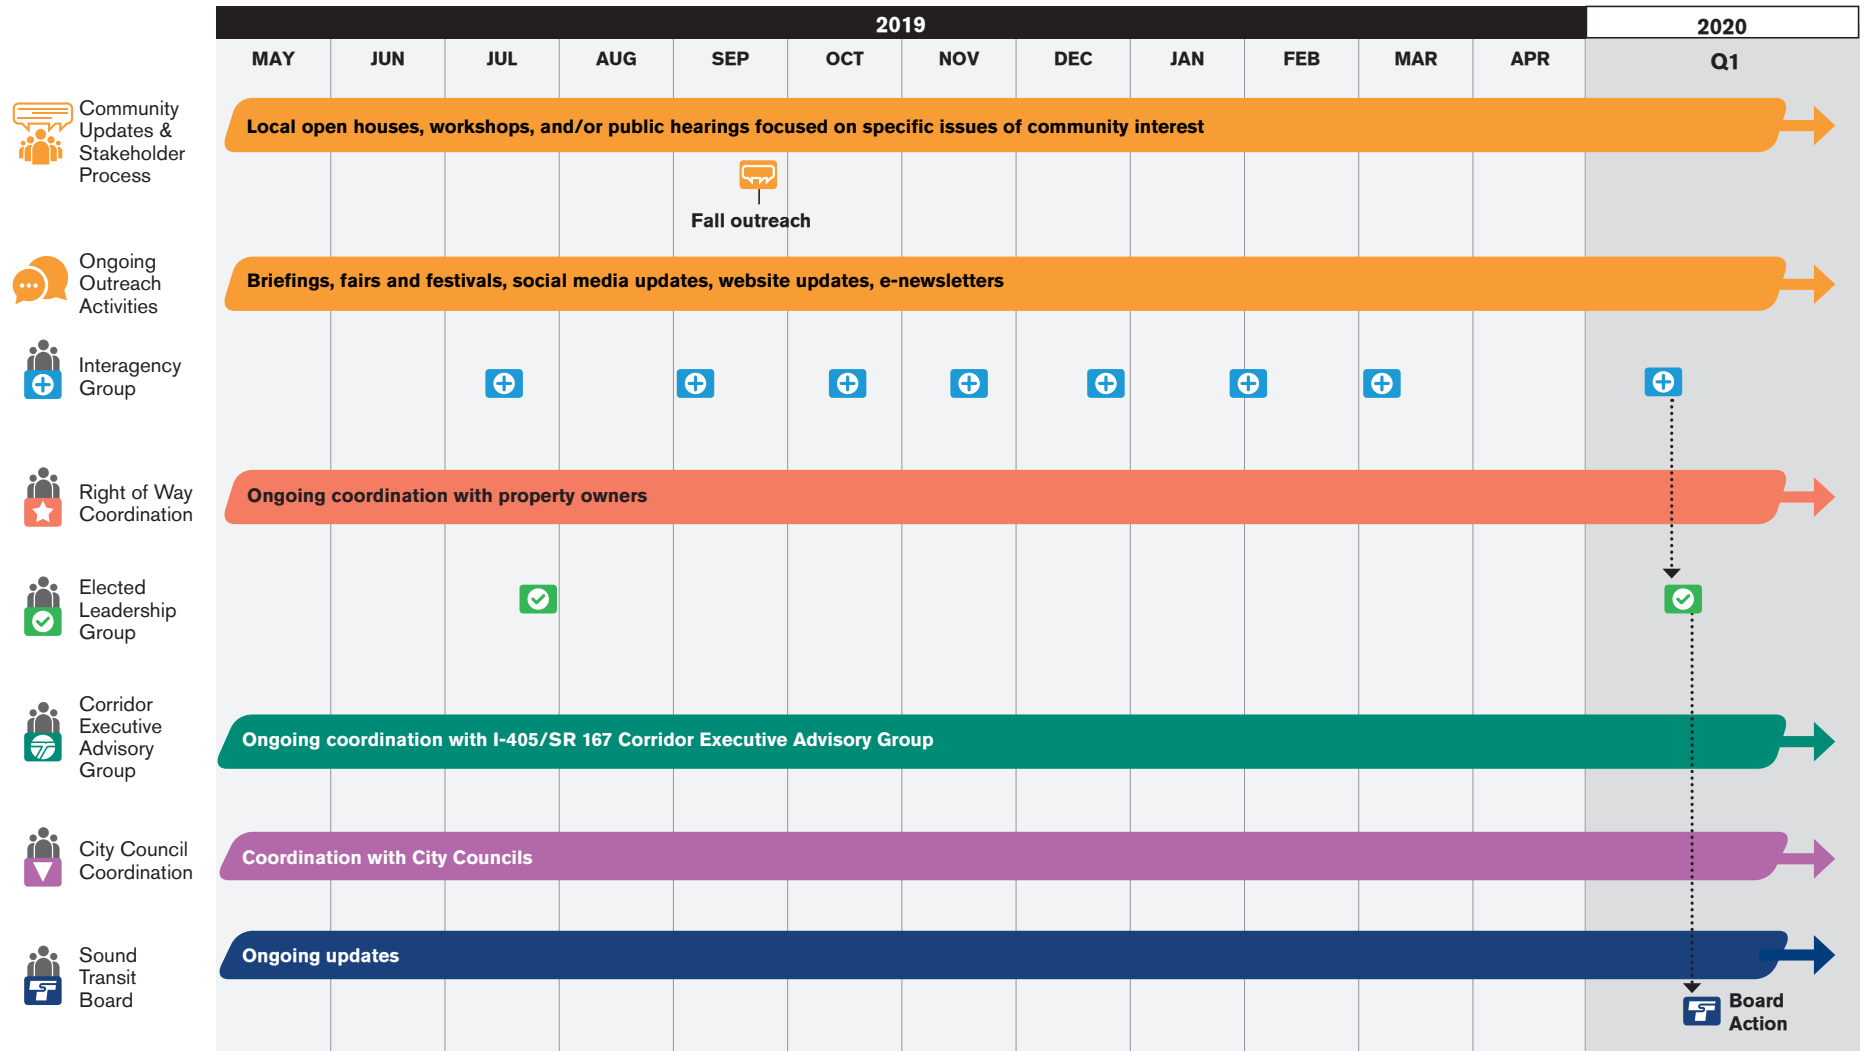 2019
2020
MAY JUN JUL AUG SEP OCT NOV DEC JAN FEB MAR APR Q1
Community
Updates &
Stakeholder
Process
Local open houses, workshops, and/or public hearings focused on specific issues of community interest
Fall outreach
Ongoing
Outreach
Activities
Briefings, fairs and festivals, social media updates, website updates, e-newsletters
Interagency
Group
Right of Way
Coordination
Ongoing coordination with property owners
Elected
Leadership
Group
Corridor
Executive
Advisory
Group
Ongoing coordination with I-405/SR 167 Corridor Executive Advisory Group
City Council
Coordination
Coordination with City Councils
Sound
Transit
Board
Ongoing updates
Board
Action